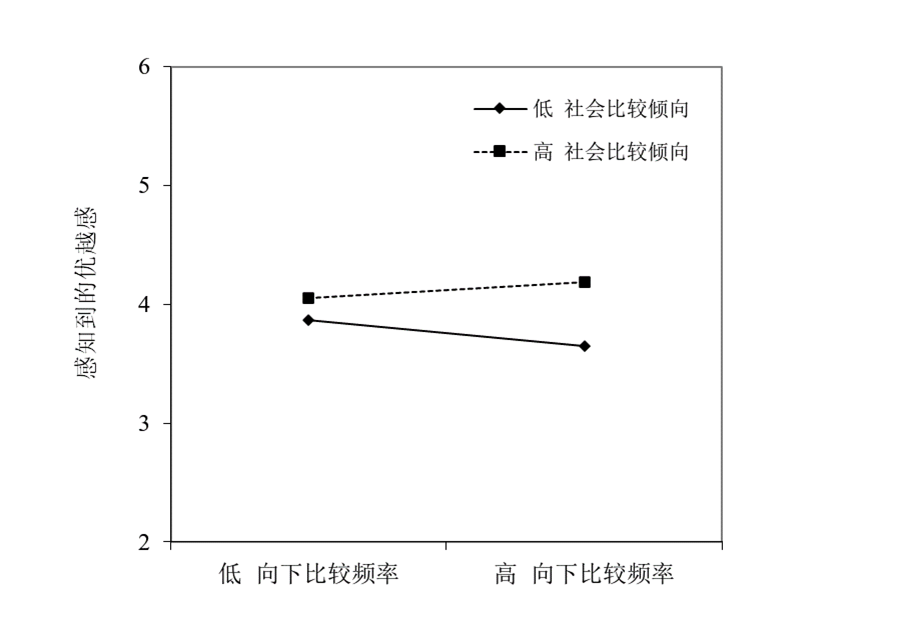 6
低 社会比较倾向
高 社会比较倾向
5
感知到的优越感
4
3
2
低 向下比较频率
高 向下比较频率